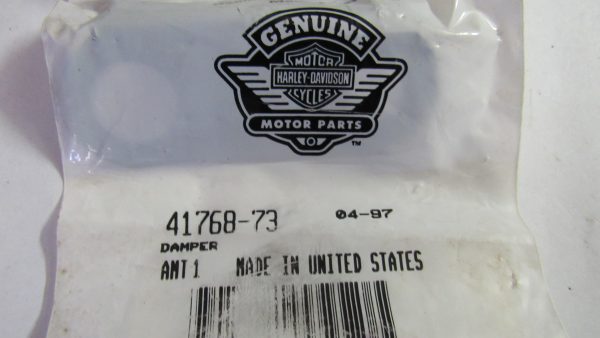 GENUINE
MOTOR
HARLEY-DAVIDSON
CYCLES
MOTOR PARTS
TM
41768-73 04-97
DAMPER
AMT 1 MADE IN UNITED STATES